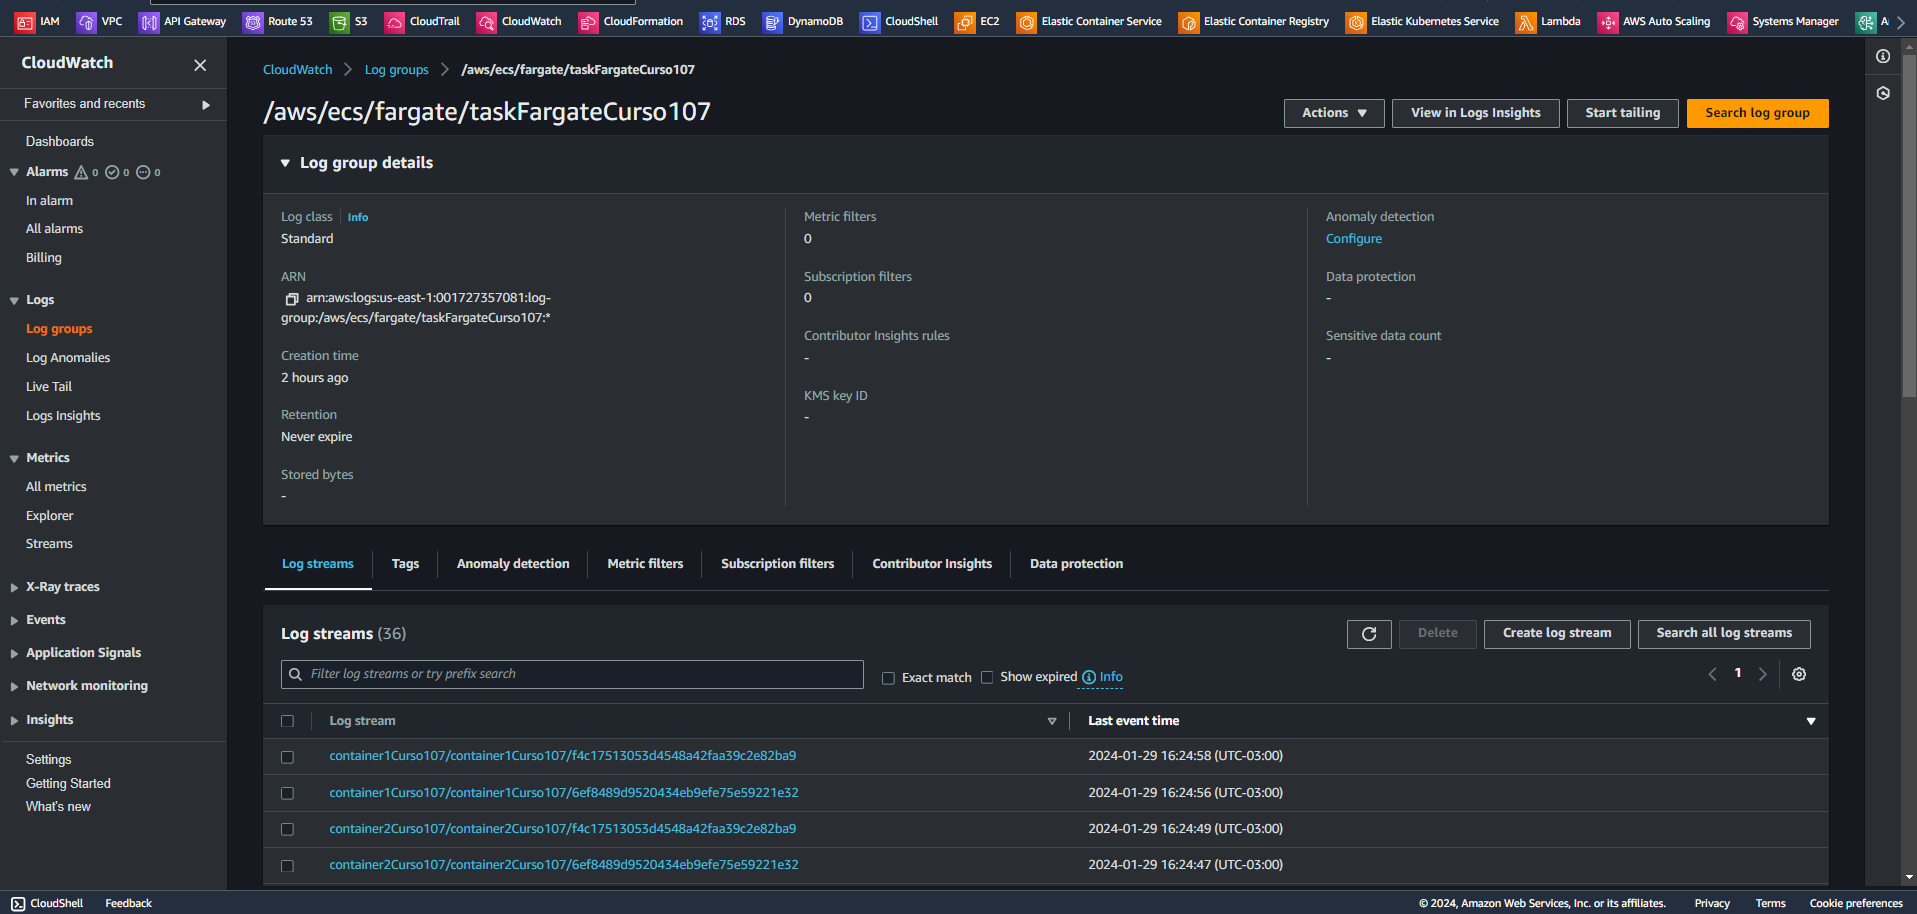 IAM VPC API Gateway Route 53 S3 CloudTrail CloudWatch CloudFormation RDS DynamoDB CloudShell EC2 Elastic Container Service Elastic Container Registry Elastic Kubernetes Service Lambda AWS Auto Scaling Systems Manager A
CloudWatch
Favorites and recents
Dashboards
Alarms 0 0 0
In alarm
All alarms
Billing
Logs
Log groups
Log Anomalies
Live Tail
Logs Insights
Metrics
All metrics
Explorer
Streams
X-Ray traces
Events
Application Signals
Network monitoring
Insights
Settings
Getting Started
What's new
CloudWatch Log groups /aws/ecs/fargate/taskFargateCurso107
/aws/ecs/fargate/taskFargateCurso107
Actions View in Logs Insights Start tailing Search log group
Log group details
Log class Info
Standard
ARN
arn:aws:logs:us-east-1:001727357081:log-
group:/aws/ecs/fargate/taskFargateCurso107:*
Creation time
2 hours ago
Retention
Never expire
Stored bytes
-
Metric filters
0
Subscription filters
0
Contributor Insights rules
-
KMS key ID
-
Anomaly detection
Configure
Data protection
-
Sensitive data count
-
Log streams Tags Anomaly detection Metric filters Subscription filters Contributor Insights Data protection
Log streams (36)
Delete Create log stream Search all log streams
Filter log streams or try prefix search
Exact match Show expired Info
1
Log stream Last event time
container1Curso107/container1Curso107/f4c17513053d4548a42faa39c2e82ba9 2024-01-29 16:24:58 (UTC-03:00)
container1Curso107/container1Curso107/6ef8489d9520434eb9efe75e59221e32 2024-01-29 16:24:56 (UTC-03:00)
container2Curso107/container2Curso107/f4c17513053d4548a42faa39c2e82ba9 2024-01-29 16:24:49 (UTC-03:00)
container2Curso107/container2Curso107/6ef8489d9520434eb9efe75e59221e32 2024-01-29 16:24:47 (UTC-03:00)
CloudShell Feedback © 2024, Amazon Web Services, Inc. or its affiliates. Privacy Terms Cookie preferences